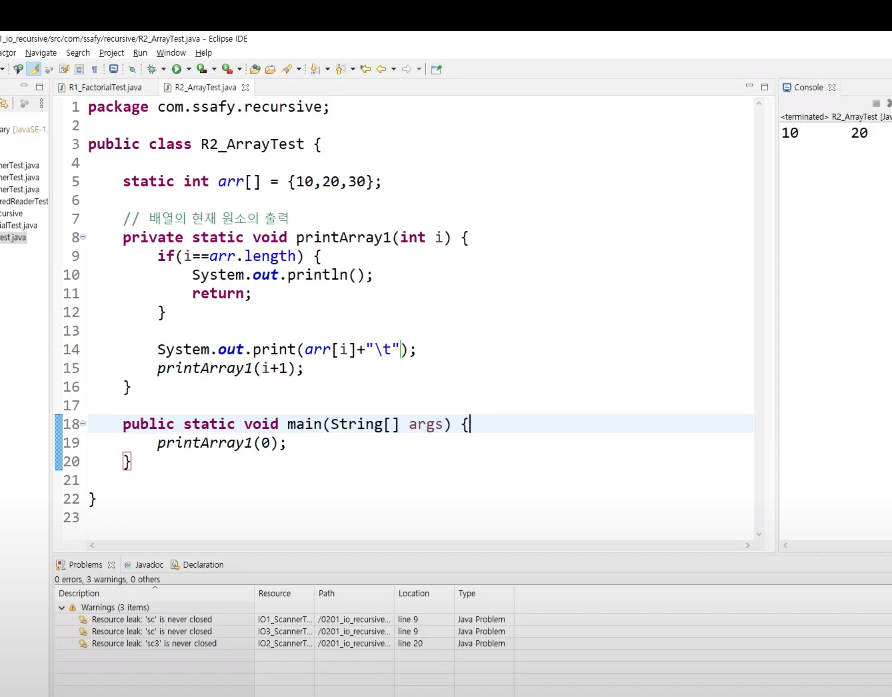 1_io_recursive/src/com/ssafy/recursive/R2_ArrayTest.java - Eclipse IDE
actor Navigate Search Project Run Window Help
R1_FactorialTest.java R2_ArrayTest.java
1 package com.ssafy.recursive;
2
3 public class R2_ArrayTest {
4
5 static int arr[] = {10,20,30};
6
7 // 배열의 현재 원소의 출력
8 private static void printArray1(int i) {
9 if(i==arr.length) {
10 System.out.println();
11 return;
12 }
13
14 System.out.print(arr[i]+"\t");
15 printArray1(i+1);
16 }
17
18 public static void main(String[] args) {
19 printArray1(0);
20 }
21
22 }
23
ary [JavaSE-1.
nerTest.java
nerTest.java
nerTest.java
redReaderTest
cursive
ialTest.java
est.java
Console
<terminated> R2_ArrayTest [Jav
10 20
Problems Javadoc Declaration
0 errors, 3 warnings, 0 others
Description Resource Path Location Type
Warnings (3 items)
Resource leak: 'sc' is never closed IO1_ScannerT... /0201_io_recursive... line 9 Java Problem
Resource leak: 'sc' is never closed IO3_ScannerT... /0201_io_recursive... line 9 Java Problem
Resource leak: 'sc3' is never closed IO2_ScannerT... /0201_io_recursive... line 20 Java Problem